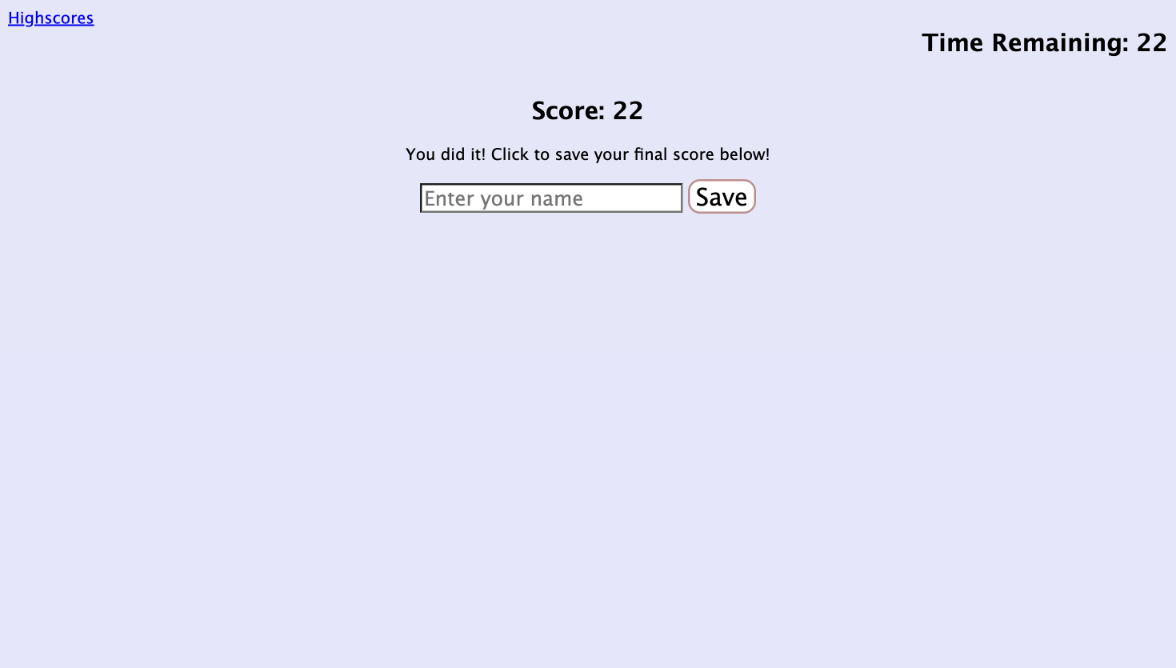 Highscores
Time Remaining: 22
Score: 22
You did it! Click to save your final score below!
Enter your name Save